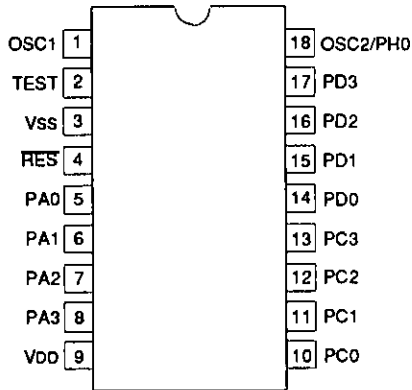 OSC1 1 18 OSC2/PH0
TEST 2 17 PD3
VSS 3 16 PD2
R̅E̅S̅ 4 15 PD1
PA0 5 14 PD0
PA1 6 13 PC3
PA2 7 12 PC2
PA3 8 11 PC1
VDD 9 10 PC0